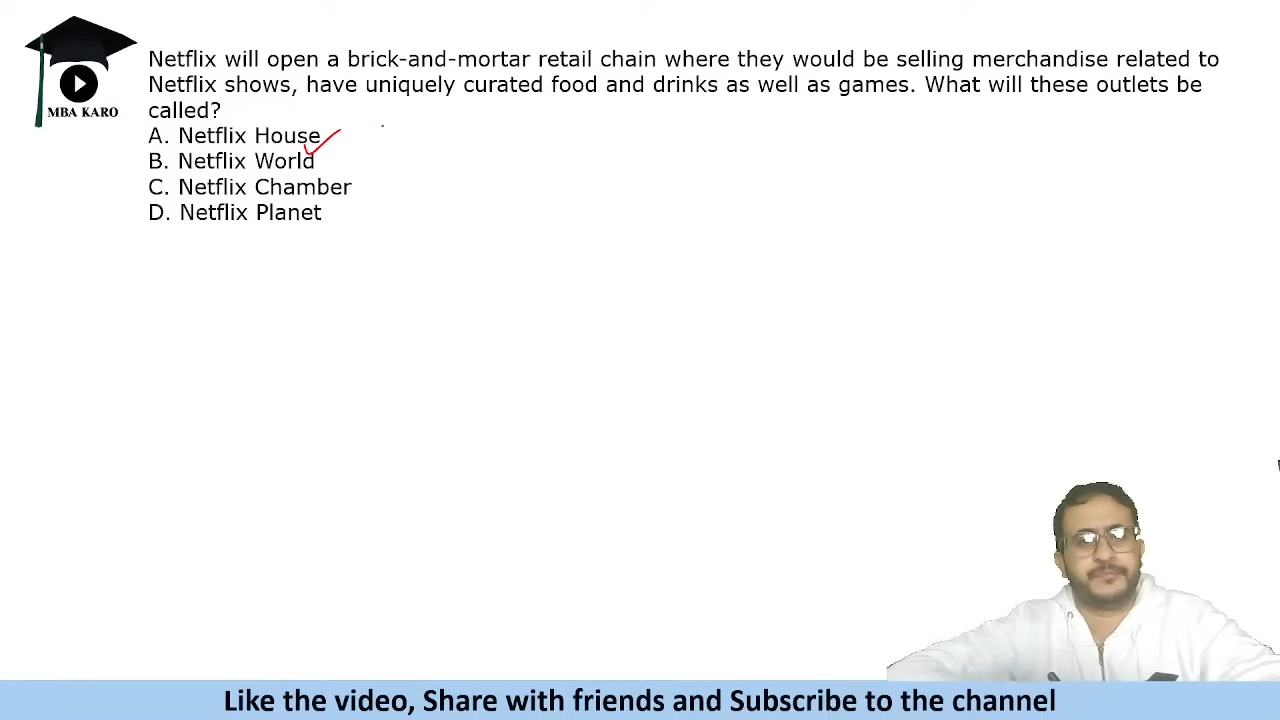 MBA KARO
Netflix will open a brick-and-mortar retail chain where they would be selling merchandise related to
Netflix shows, have uniquely curated food and drinks as well as games. What will these outlets be
called?
A. Netflix House
B. Netflix World
C. Netflix Chamber
D. Netflix Planet
Like the video, Share with friends and Subscribe to the channel